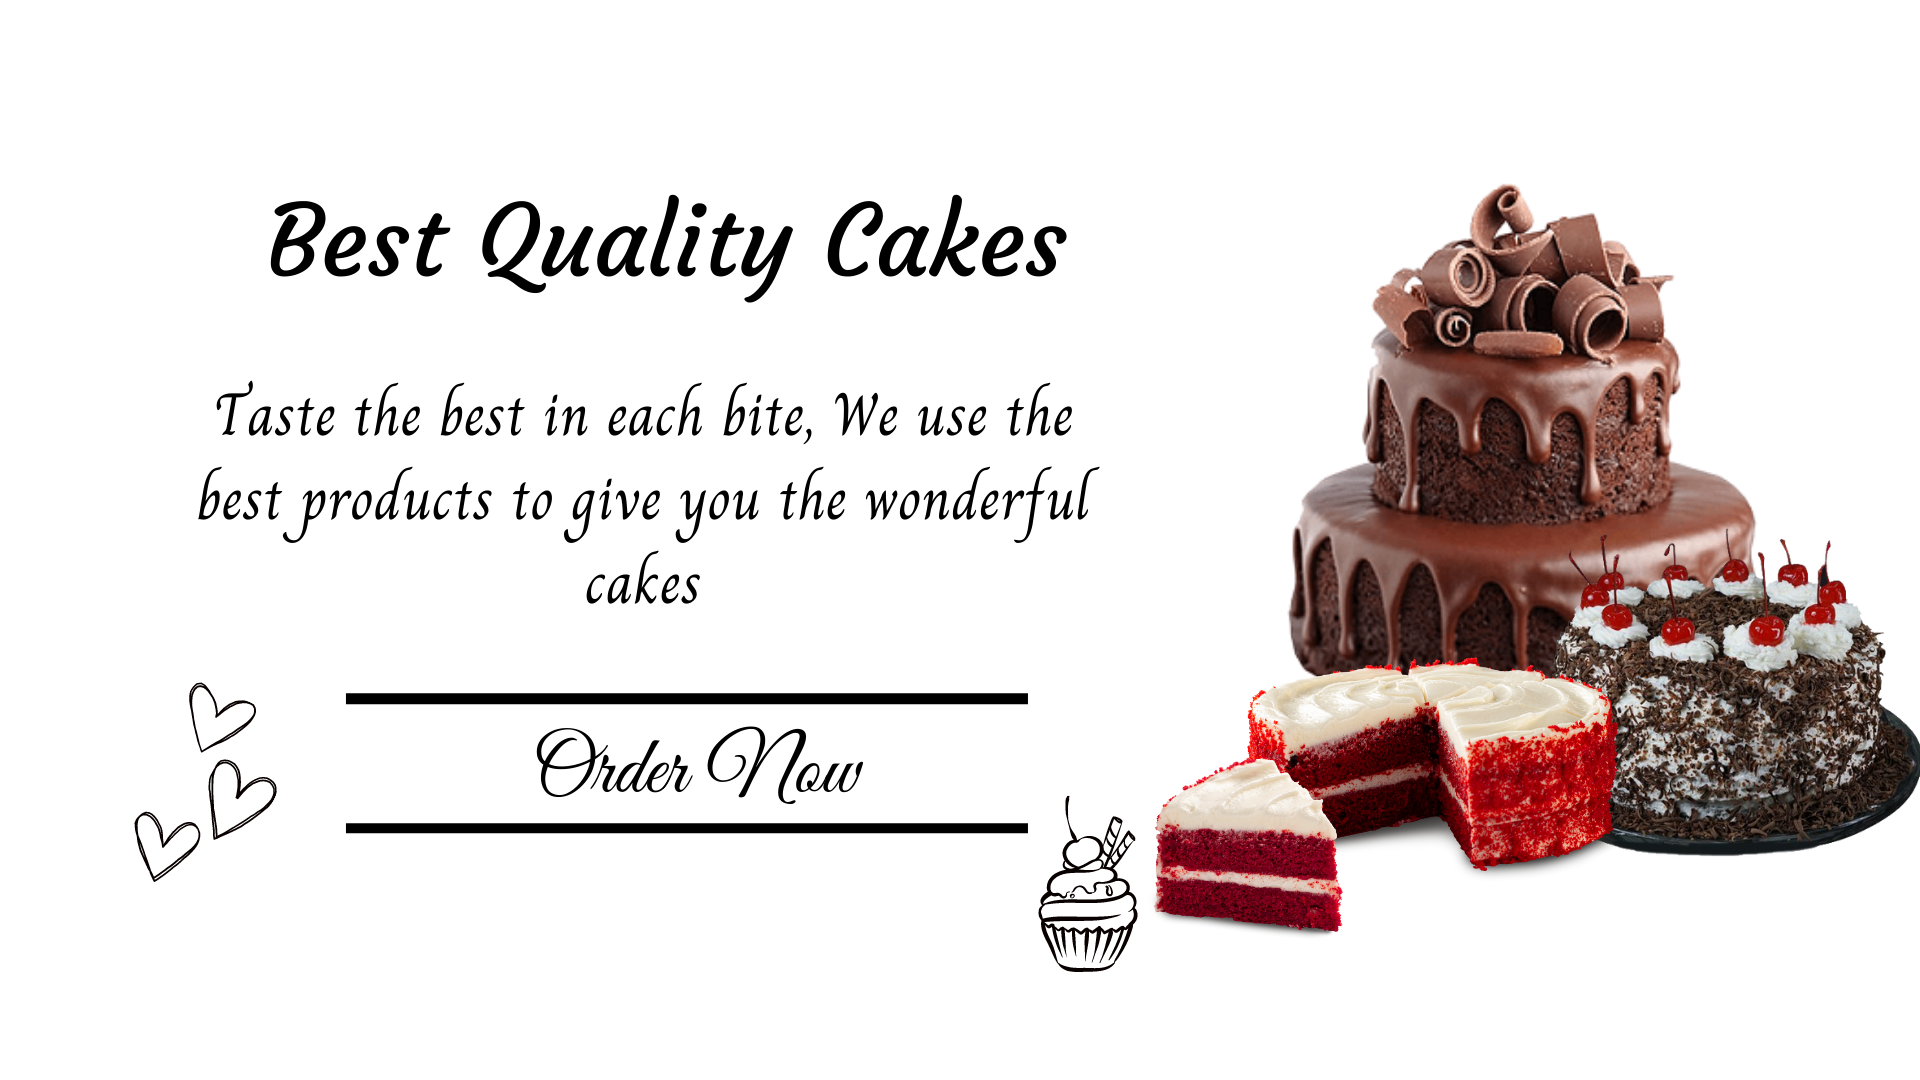 Best Quality Cakes
Taste the best in each bite, We use the
best products to give you the wonderful
cakes
Order Now